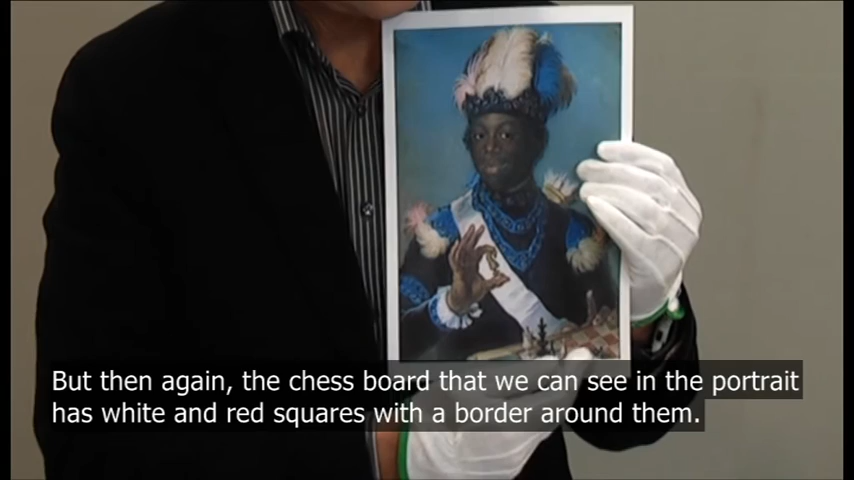 But then again, the chess board that we can see in the portrait
has white and red squares with a border around them.